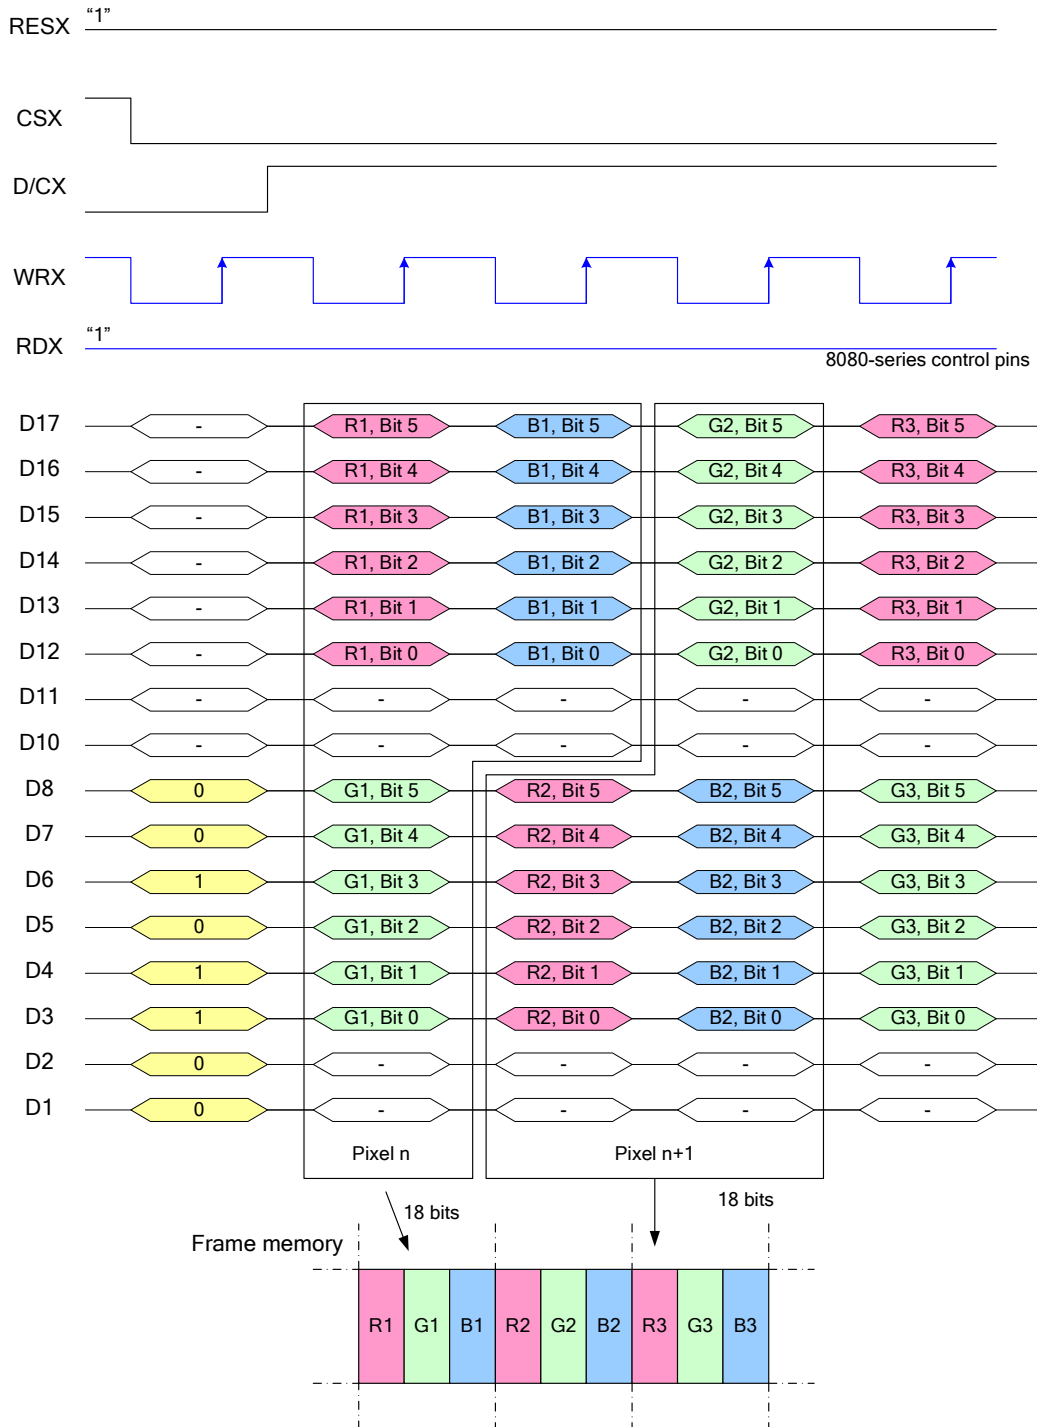 RESX “1”
CSX
D/CX
WRX
RDX “1”
8080-series control pins
D17 - R1, Bit 5 B1, Bit 5 G2, Bit 5 R3, Bit 5
D16 - R1, Bit 4 B1, Bit 4 G2, Bit 4 R3, Bit 4
D15 - R1, Bit 3 B1, Bit 3 G2, Bit 3 R3, Bit 3
D14 - R1, Bit 2 B1, Bit 2 G2, Bit 2 R3, Bit 2
D13 - R1, Bit 1 B1, Bit 1 G2, Bit 1 R3, Bit 1
D12 - R1, Bit 0 B1, Bit 0 G2, Bit 0 R3, Bit 0
D11 - - - - -
D10 - - - - -
D8 0 G1, Bit 5 R2, Bit 5 B2, Bit 5 G3, Bit 5
D7 0 G1, Bit 4 R2, Bit 4 B2, Bit 4 G3, Bit 4
D6 1 G1, Bit 3 R2, Bit 3 B2, Bit 3 G3, Bit 3
D5 0 G1, Bit 2 R2, Bit 2 B2, Bit 2 G3, Bit 2
D4 1 G1, Bit 1 R2, Bit 1 B2, Bit 1 G3, Bit 1
D3 1 G1, Bit 0 R2, Bit 0 B2, Bit 0 G3, Bit 0
D2 0 - - - -
D1 0 - - - -
Pixel n Pixel n+1
18 bits 18 bits
Frame memory
R1 G1 B1 R2 G2 B2 R3 G3 B3